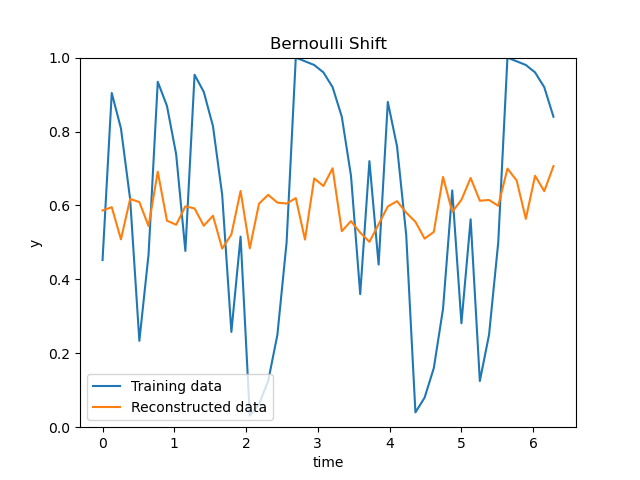 Bernoulli Shift
1.0
0.8
0.6
0.4
0.2
0.0
y
Training data
Reconstructed data
0 1 2 3 4 5 6
time